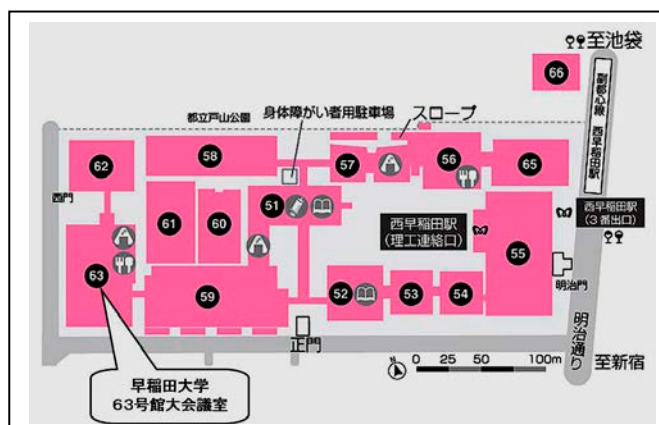 至池袋
66
副都心線 西早稲田駅
都立戸山公園
身体障がい者用駐車場
スロープ
62
58
57
56
65
西門
61
60
51
西早稲田駅
(理工連絡口)
西早稲田駅
(3番出口)
55
明治門
63
59
52
53
54
正門
N
0 25 50 100m
明治通り
至新宿
早稲田大学
63号館大会議室